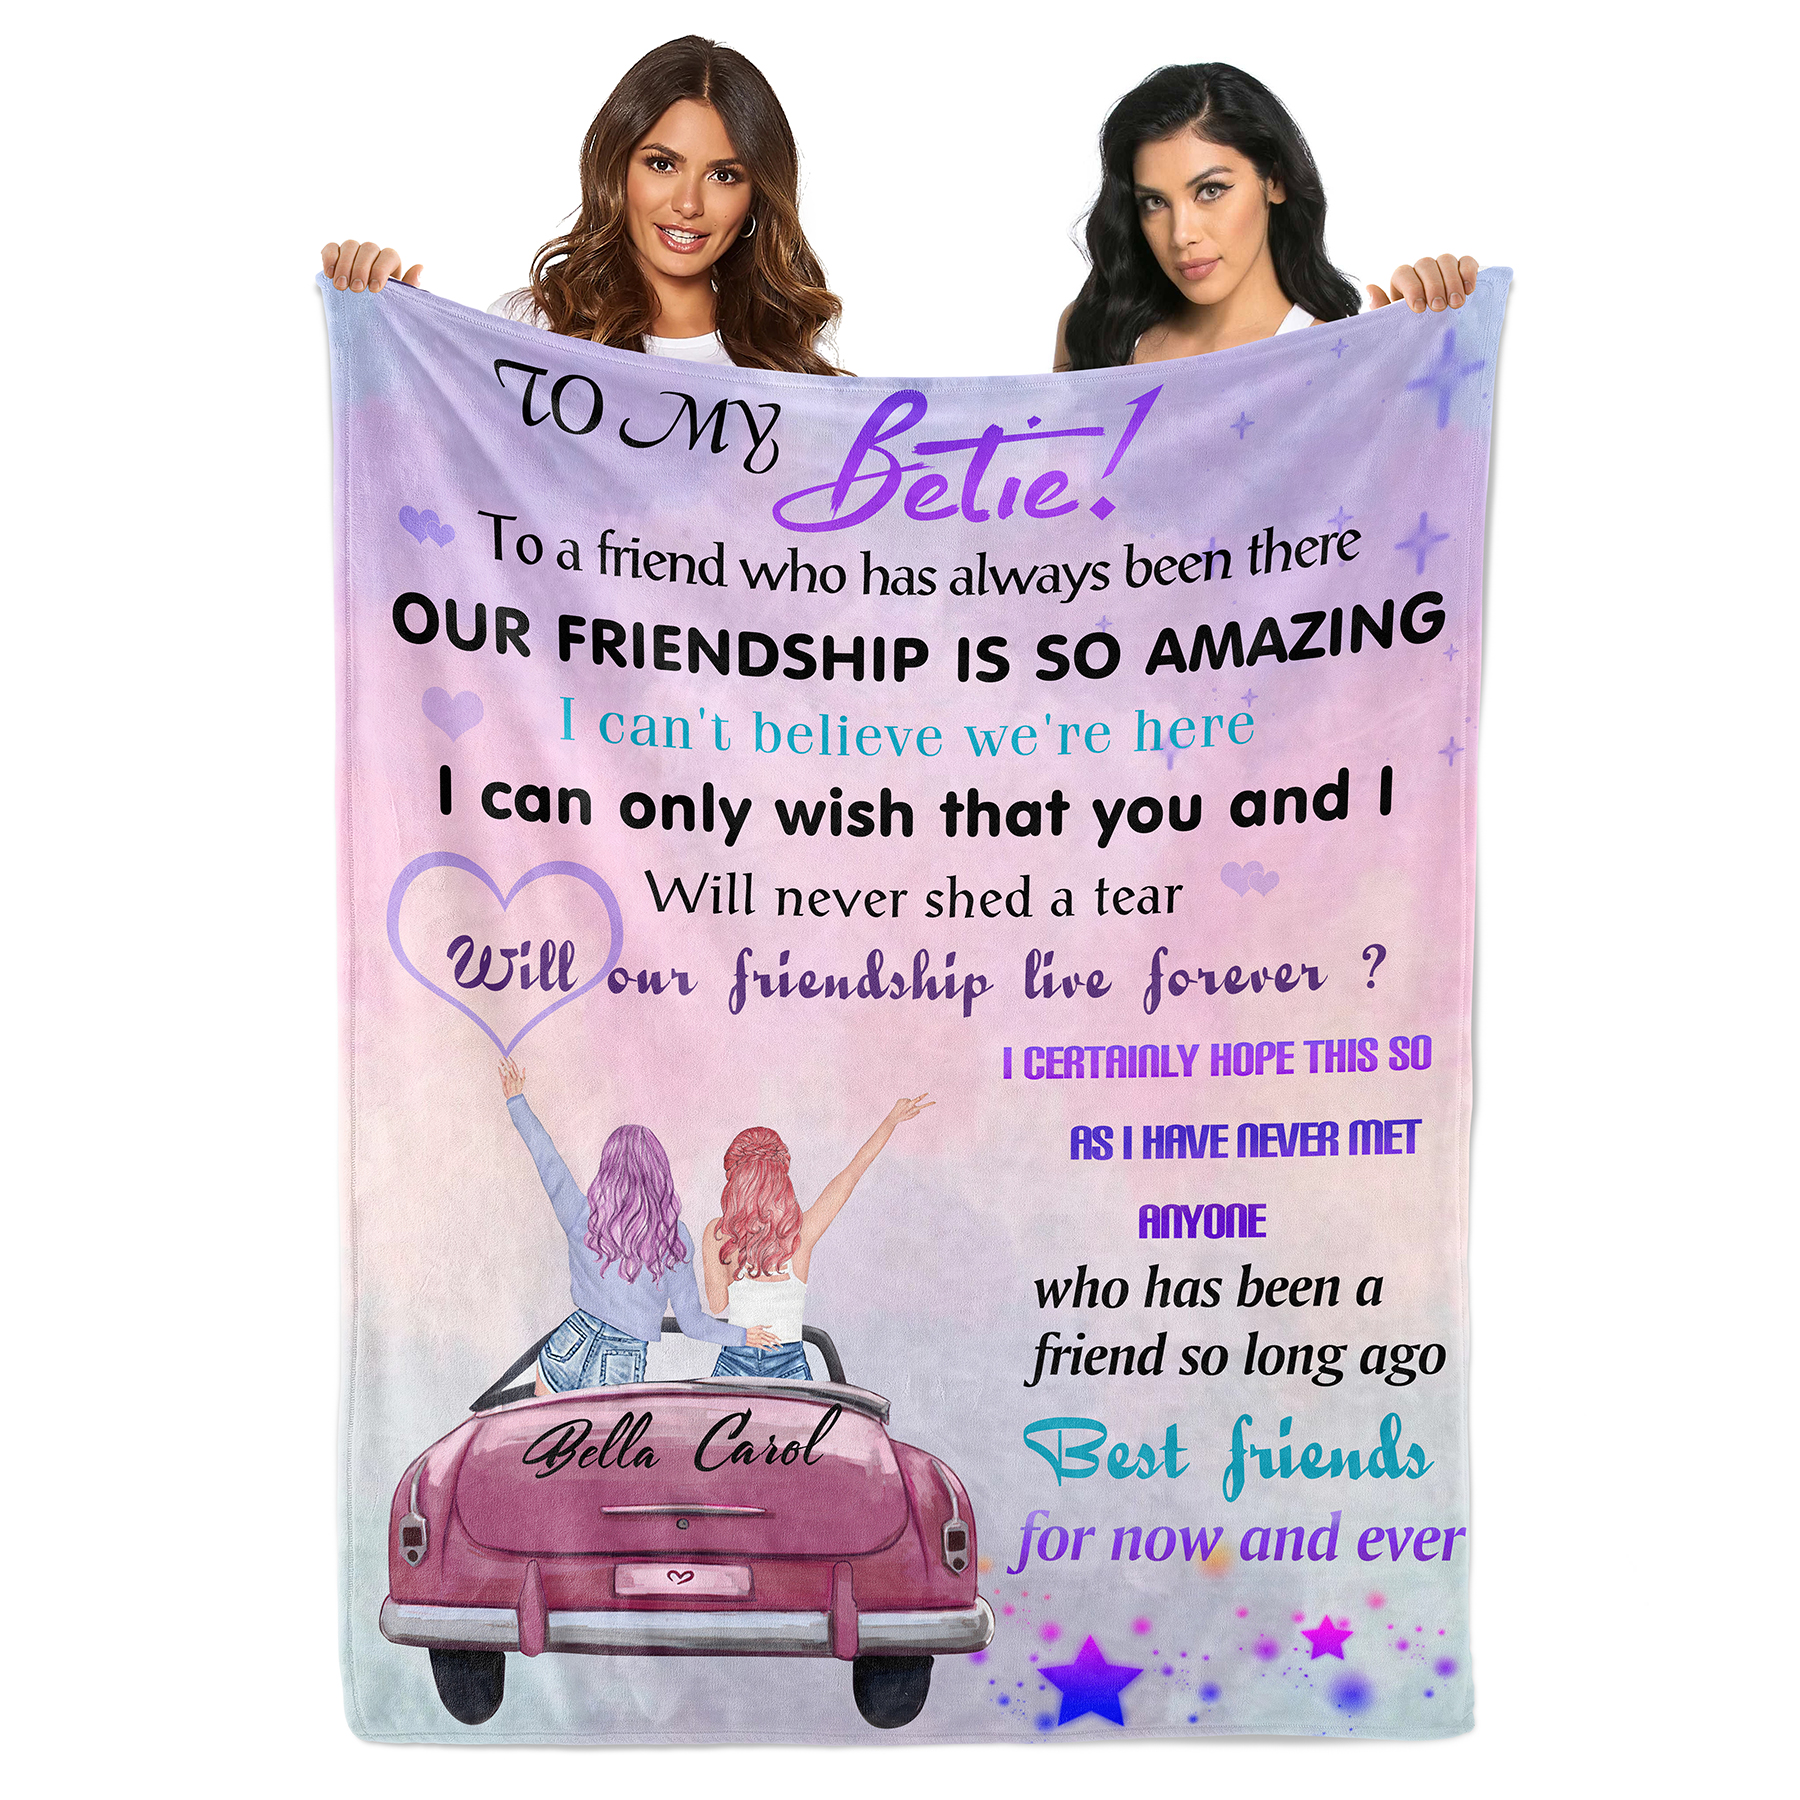 TO MY Betie!
To a friend who has always been there
OUR FRIENDSHIP IS SO AMAZING
I can't believe we're here
I can only wish that you and I
Will never shed a tear
Will our friendship live forever ?
I CERTAINLY HOPE THIS SO
AS I HAVE NEVER MET
ANYONE
who has been a
friend so long ago
Best friends
for now and ever
Bella Carol